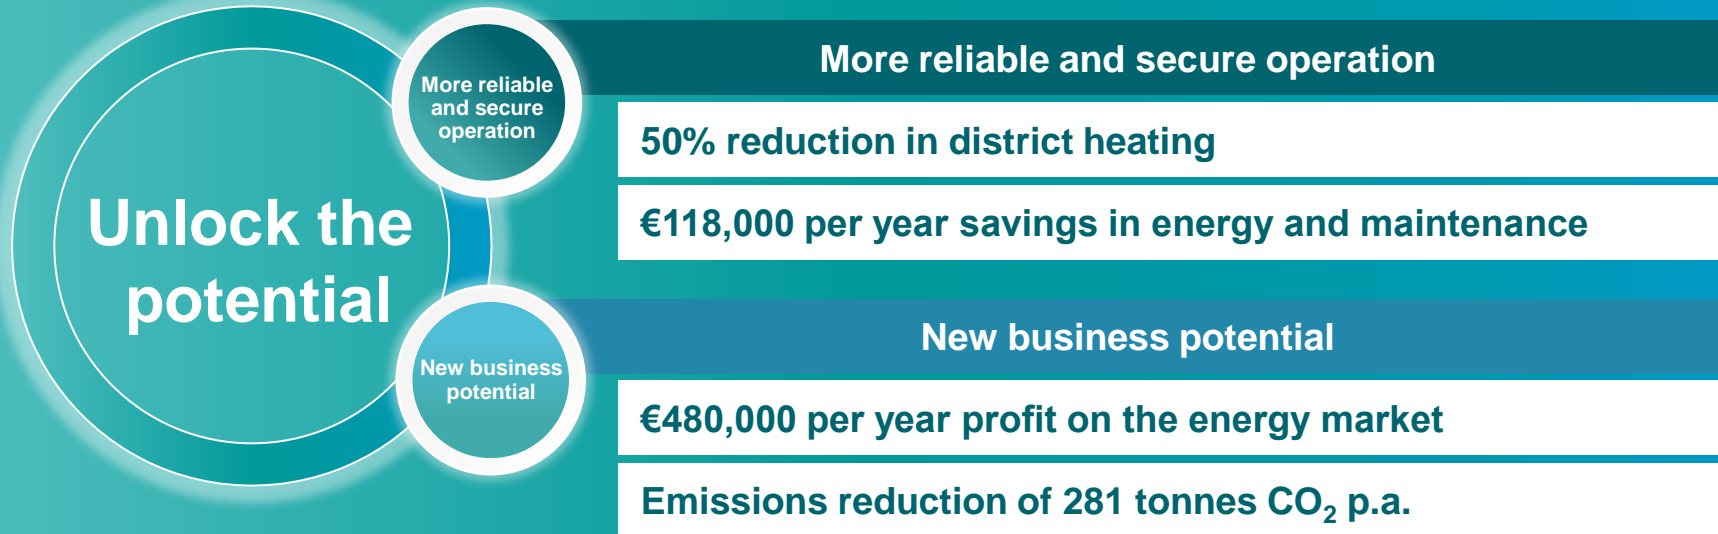 Unlock the
potential
More reliable
and secure
operation
More reliable and secure operation
50% reduction in district heating
€118,000 per year savings in energy and maintenance
New business
potential
New business potential
€480,000 per year profit on the energy market
Emissions reduction of 281 tonnes CO₂ p.a.